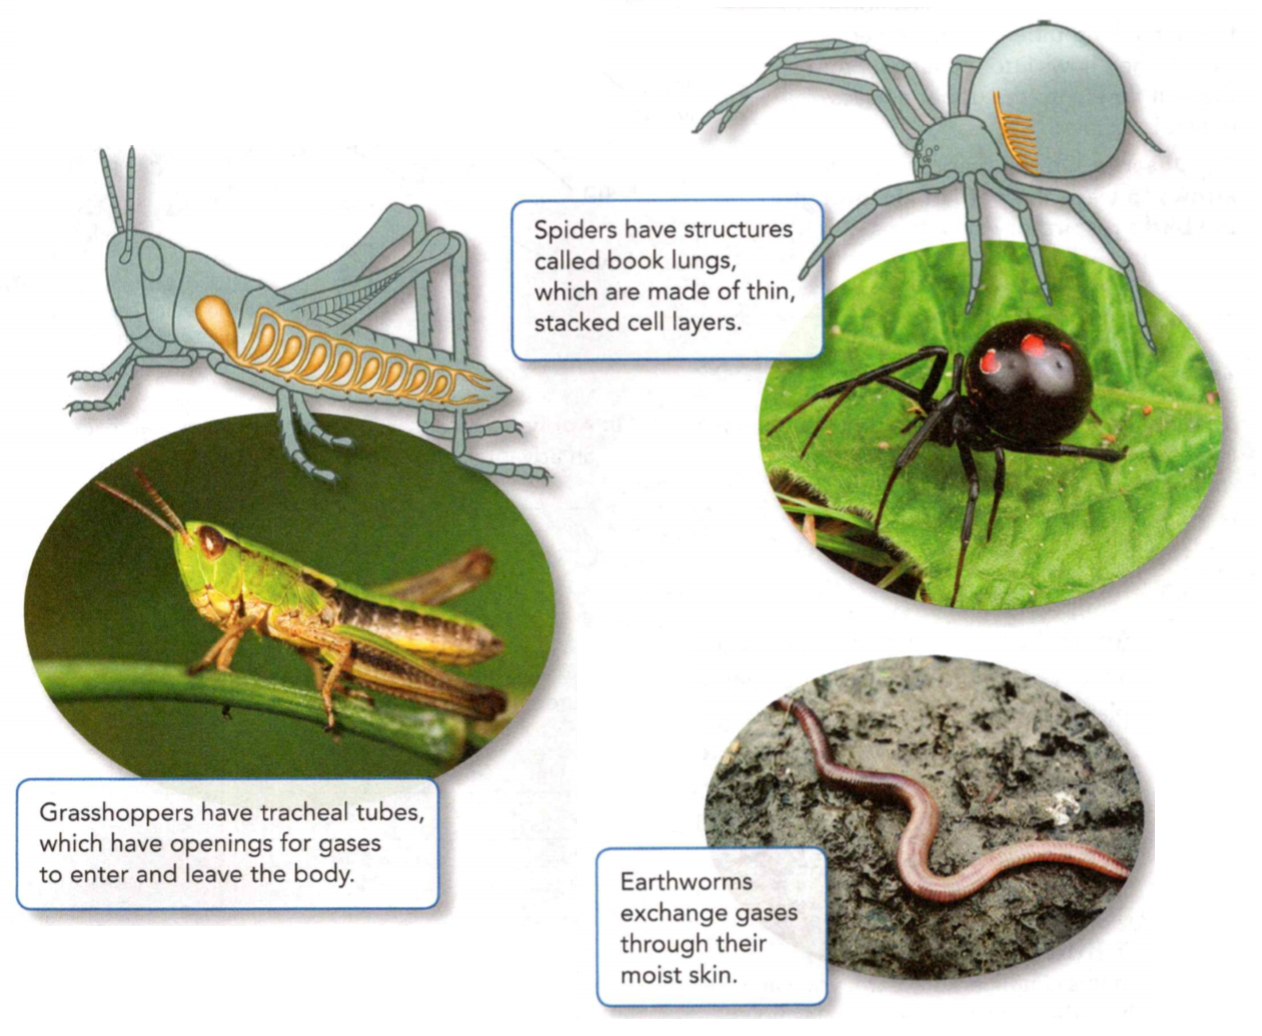 Spiders have structures
called book lungs,
which are made of thin,
stacked cell layers.
Grasshoppers have tracheal tubes,
which have openings for gases
to enter and leave the body.
Earthworms
exchange gases
through their
moist skin.